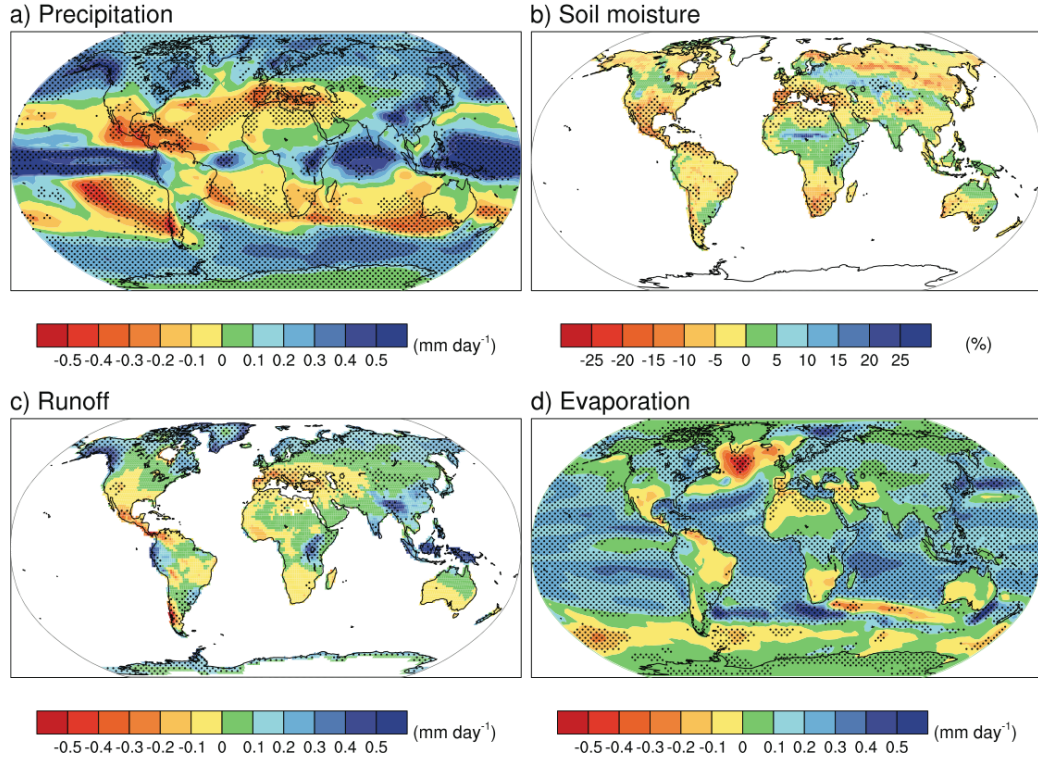 a) Precipitation
b) Soil moisture
-0.5 -0.4 -0.3 -0.2 -0.1 0 0.1 0.2 0.3 0.4 0.5 (mm day⁻¹)
-25 -20 -15 -10 -5 0 5 10 15 20 25 (%)
c) Runoff
d) Evaporation
-0.5 -0.4 -0.3 -0.2 -0.1 0 0.1 0.2 0.3 0.4 0.5 (mm day⁻¹)
-0.5 -0.4 -0.3 -0.2 -0.1 0 0.1 0.2 0.3 0.4 0.5 (mm day⁻¹)